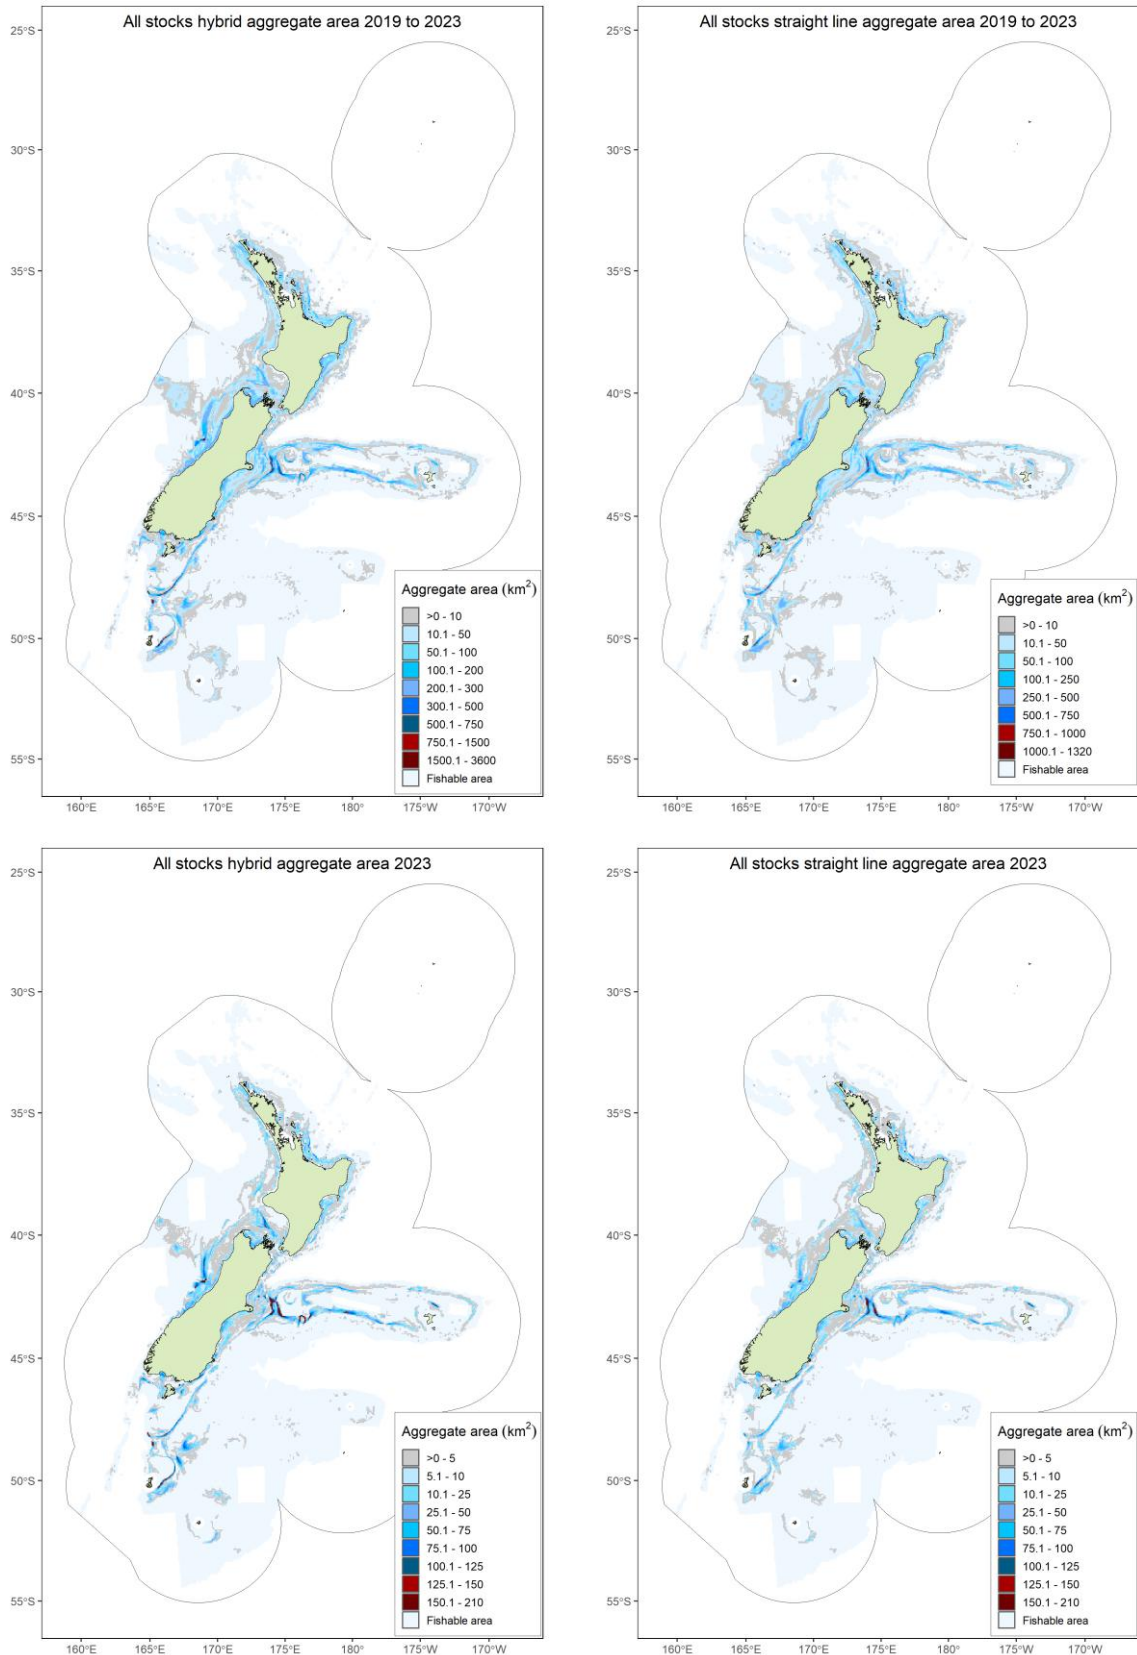 All stocks hybrid aggregate area 2019 to 2023
25°S
30°S
35°S
40°S
45°S
50°S
55°S
160°E
165°E
170°E
175°E
180°
175°W
170°W
Aggregate area (km²)
>0 - 10
10.1 - 50
50.1 - 100
100.1 - 200
200.1 - 300
300.1 - 500
500.1 - 750
750.1 - 1500
1500.1 - 3600
Fishable area
All stocks straight line aggregate area 2019 to 2023
25°S
30°S
35°S
40°S
45°S
50°S
55°S
160°E
165°E
170°E
175°E
180°
175°W
170°W
Aggregate area (km²)
>0 - 10
10.1 - 50
50.1 - 100
100.1 - 250
250.1 - 500
500.1 - 750
750.1 - 1000
1000.1 - 1320
Fishable area
All stocks hybrid aggregate area 2023
25°S
30°S
35°S
40°S
45°S
50°S
55°S
160°E
165°E
170°E
175°E
180°
175°W
170°W
Aggregate area (km²)
>0 - 5
5.1 - 10
10.1 - 25
25.1 - 50
50.1 - 75
75.1 - 100
100.1 - 125
125.1 - 150
150.1 - 210
Fishable area
All stocks straight line aggregate area 2023
25°S
30°S
35°S
40°S
45°S
50°S
55°S
160°E
165°E
170°E
175°E
180°
175°W
170°W
Aggregate area (km²)
>0 - 5
5.1 - 10
10.1 - 25
25.1 - 50
50.1 - 75
75.1 - 100
100.1 - 125
125.1 - 150
150.1 - 210
Fishable area